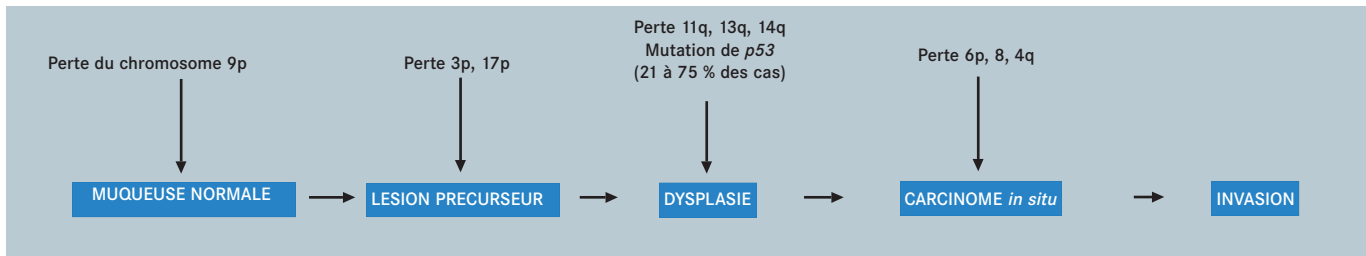 Perte du chromosome 9p
Perte 3p, 17p
Perte 11q, 13q, 14q
Mutation de p53
(21 à 75 % des cas)
Perte 6p, 8, 4q
MUQUEUSE NORMALE
LESION PRECURSEUR
DYSPLASIE
CARCINOME in situ
INVASION